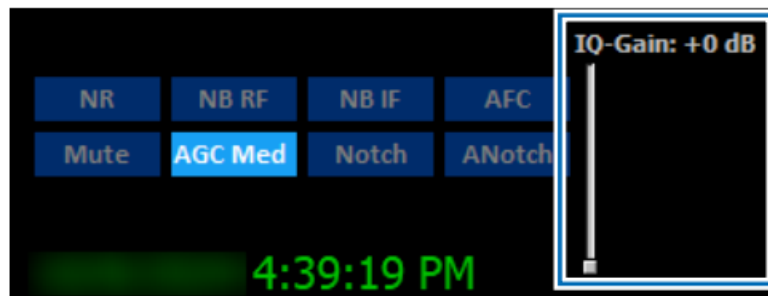 IQ-Gain: +0 dB
NR NB RF NB IF AFC
Mute AGC Med Notch ANotch
4:39:19 PM